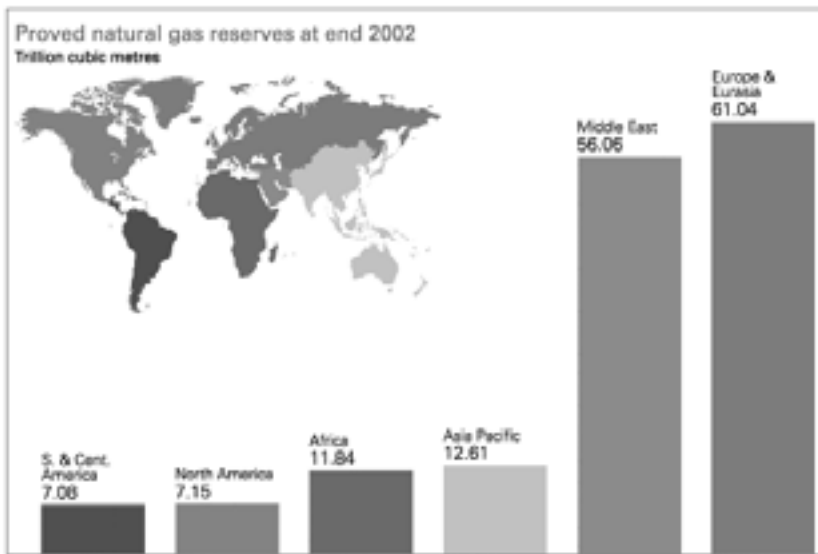 Proved natural gas reserves at end 2002
Trillion cubic metres
Europe &
Eurasia
61.04
Middle East
56.06
Asia Pacific
12.61
Africa
11.84
S. & Cent.
America
7.08
North America
7.15